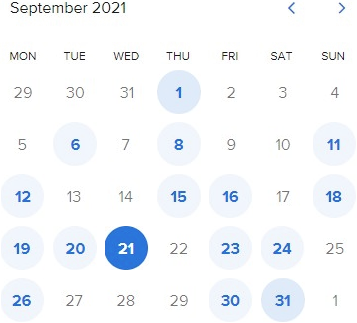 September 2021
MON TUE WED THU FRI SAT SUN
29 30 31 1 2 3 4
5 6 7 8 9 10 11
12 13 14 15 16 17 18
19 20 21 22 23 24 25
26 27 28 29 30 31 1